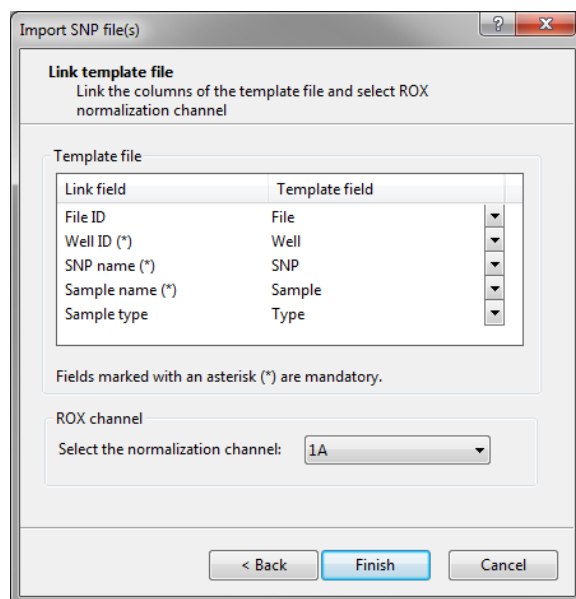 Import SNP file(s)
Link template file
Link the columns of the template file and select ROX
normalization channel
Template file
Link field Template field
File ID File
Well ID (*) Well
SNP name (*) SNP
Sample name (*) Sample
Sample type Type
Fields marked with an asterisk (*) are mandatory.
ROX channel
Select the normalization channel: 1A
< Back Finish Cancel